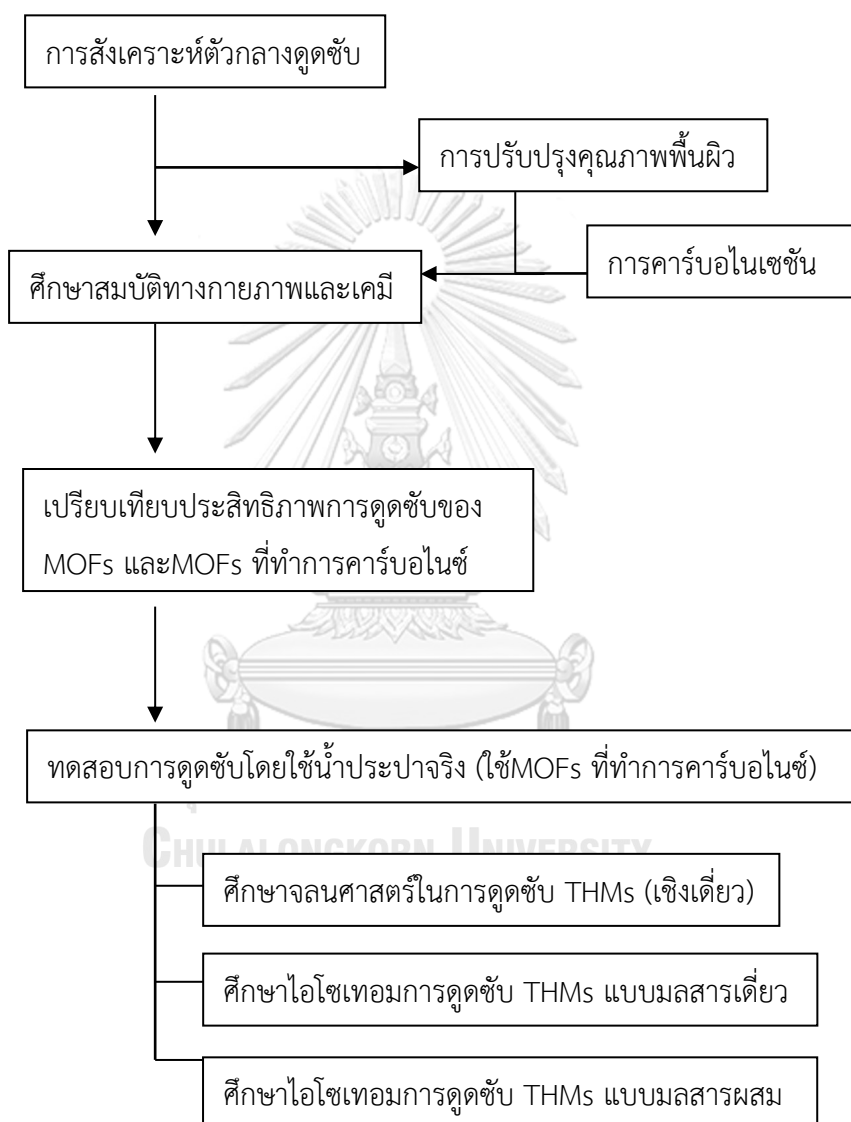 การสังเคราะห์ตัวกลางดูดซับ
การปรับปรุงคุณภาพพื้นผิว
การคาร์บอไนเซชัน
ศึกษาสมบัติทางกายภาพและเคมี
เปรียบเทียบประสิทธิภาพการดูดซับของ
MOFs และMOFs ที่ทำการคาร์บอไนซ์
ทดสอบการดูดซับโดยใช้น้ำประปาจริง (ใช้MOFs ที่ทำการคาร์บอไนซ์)
CHULALONGKORN UNIVERSITY
ศึกษาจลนศาสตร์ในการดูดซับ THMs (เชิงเดี่ยว)
ศึกษาไอโซเทอมการดูดซับ THMs แบบมลสารเดี่ยว
ศึกษาไอโซเทอมการดูดซับ THMs แบบมลสารผสม